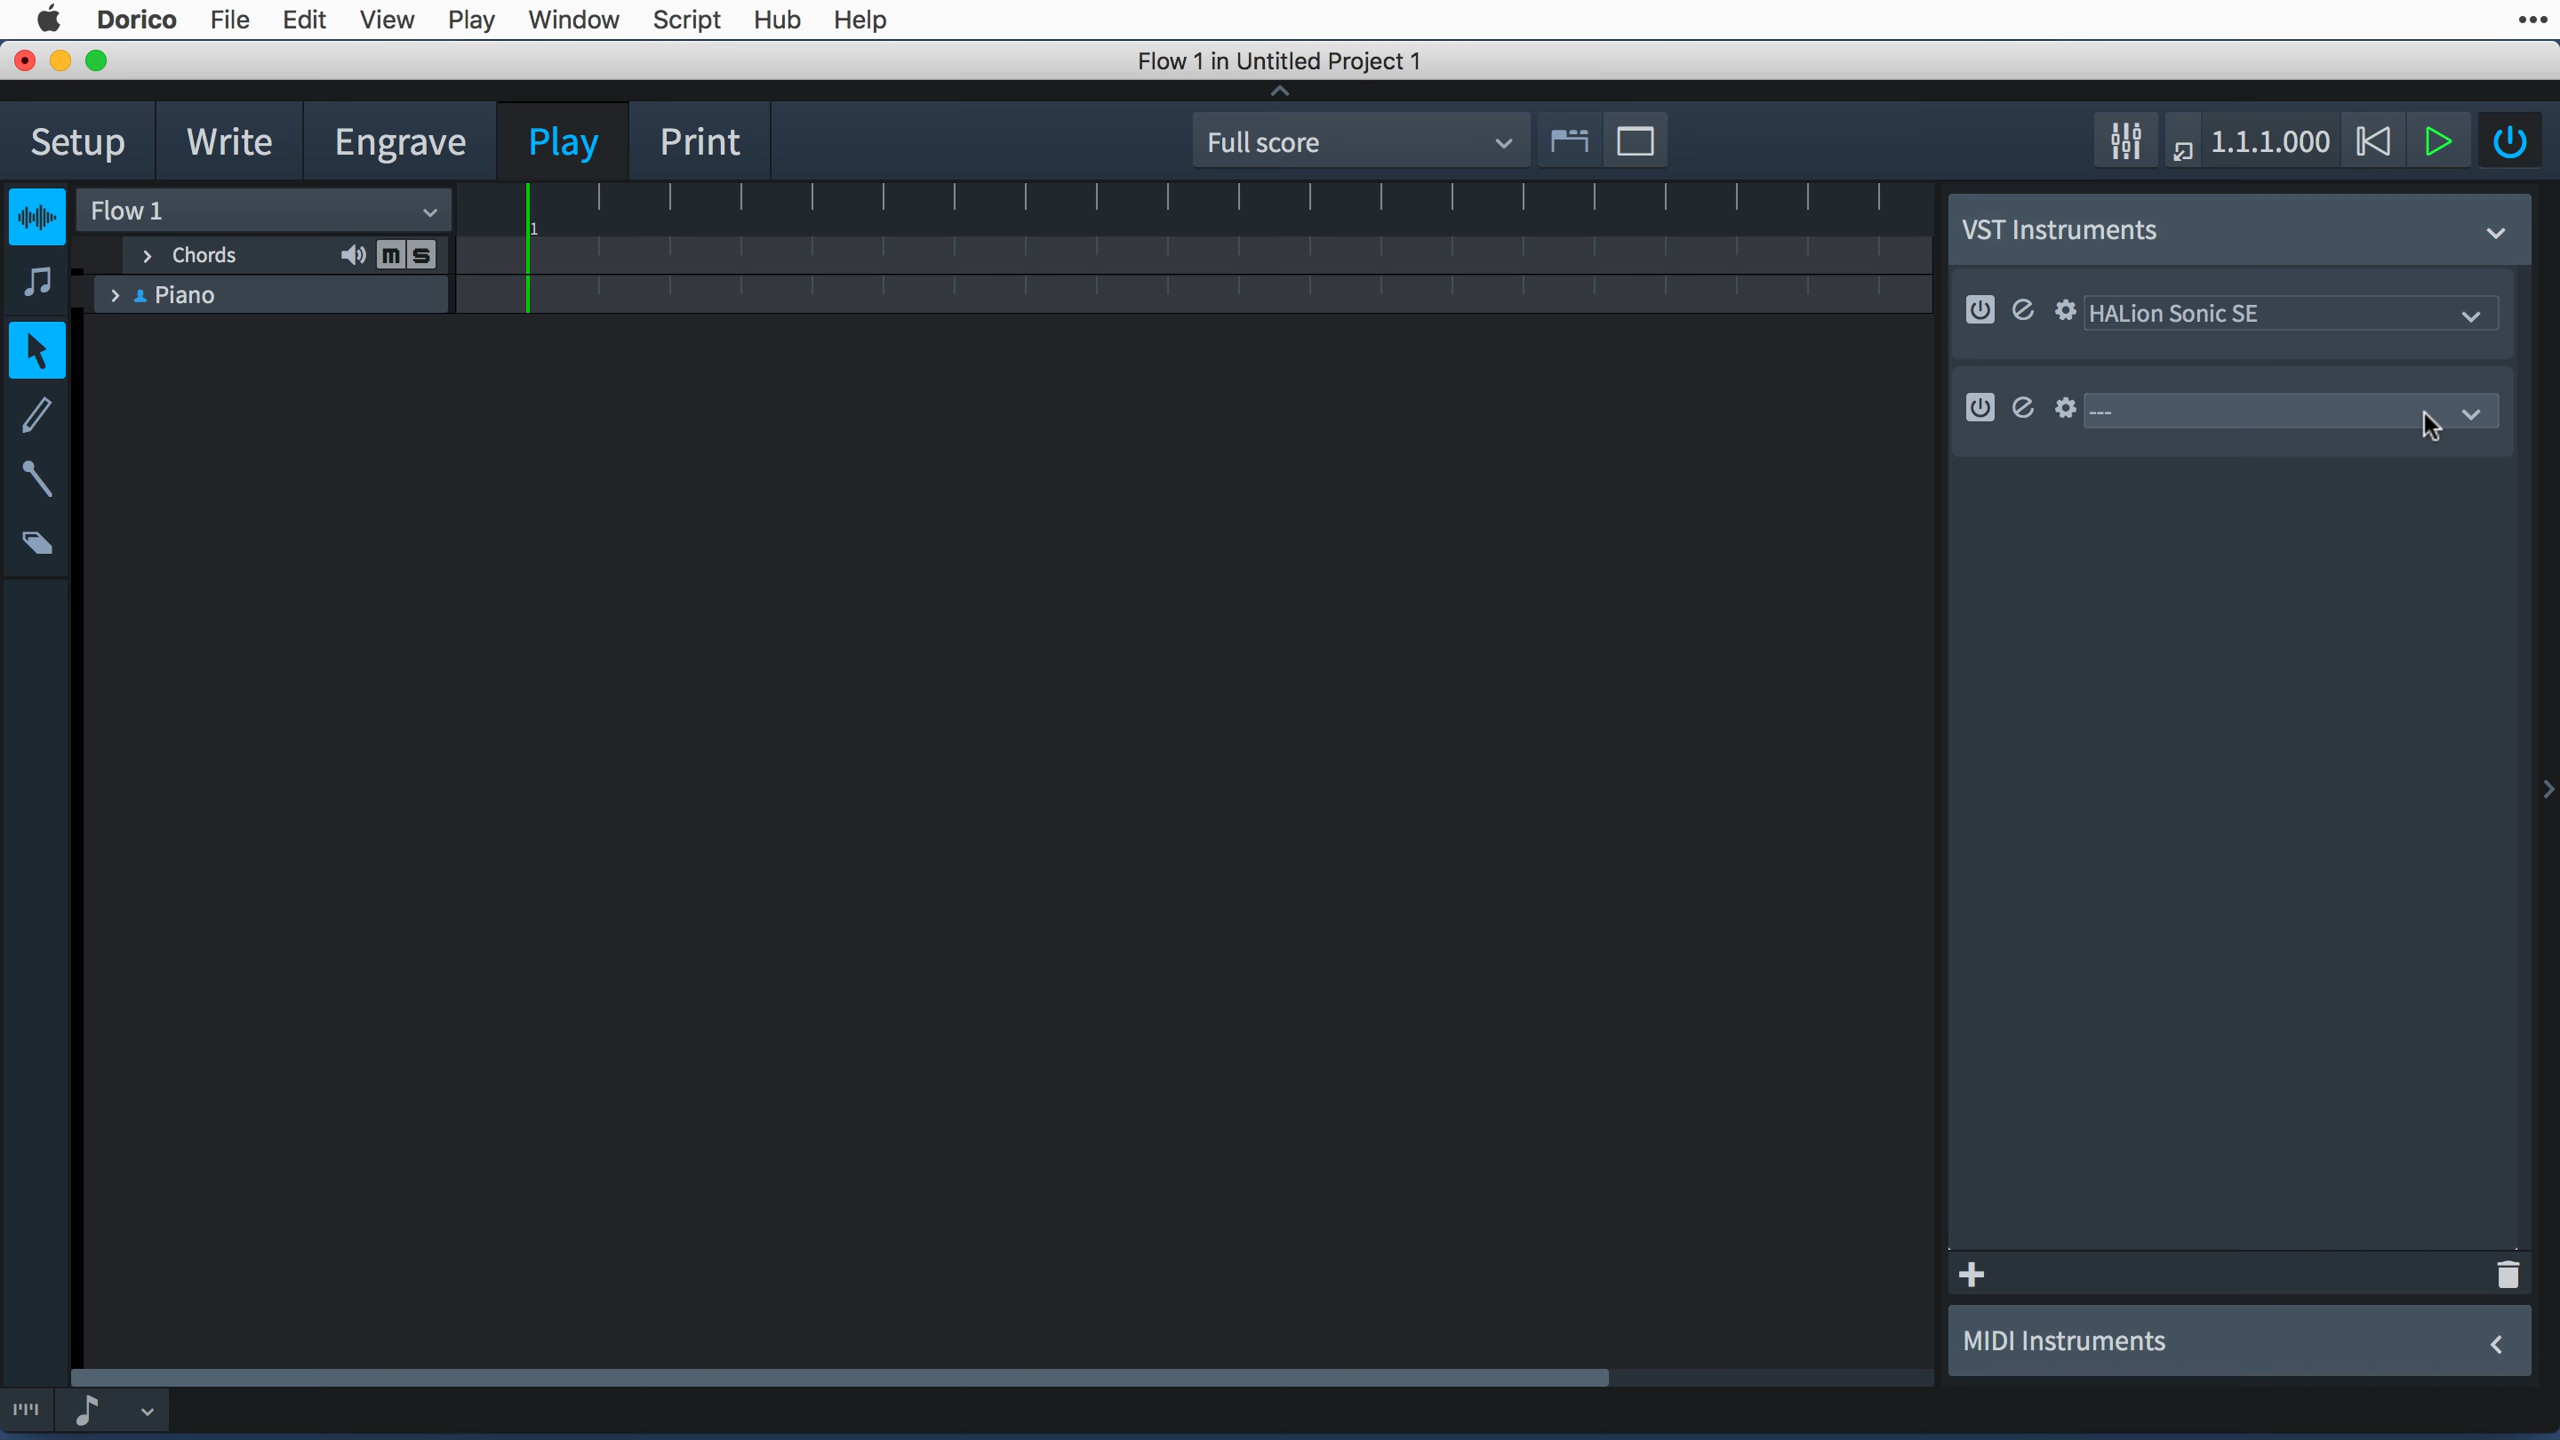 Dorico File Edit View Play Window Script Hub Help
Flow 1 in Untitled Project 1
Setup Write Engrave Play Print Full score 1.1.1.000
Flow 1
1
Chords m s
Piano
VST Instruments
HALion Sonic SE
---
MIDI Instruments